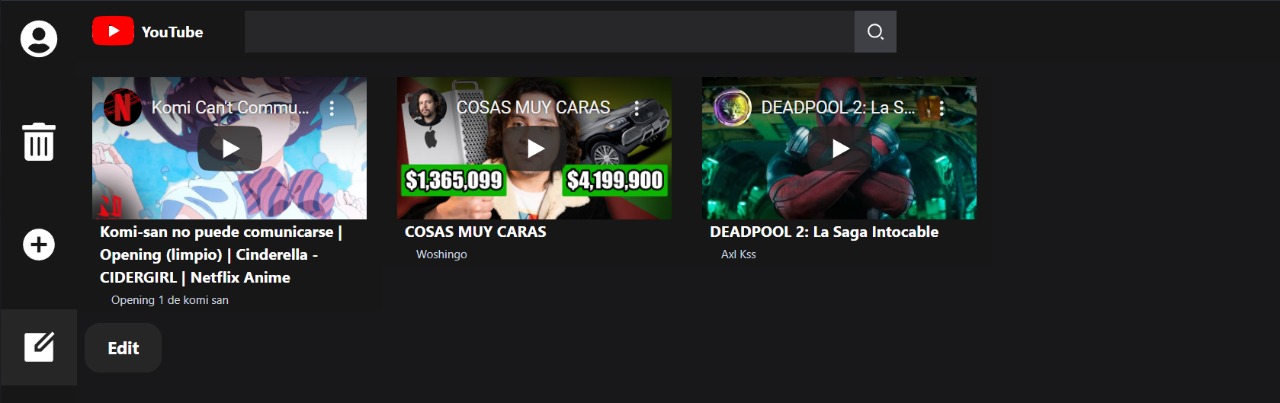 YouTube
Komi Can't Commu...
COSAS MUY CARAS
DEADPOOL 2: La S...
$1,365,099
$4,199,900
Komi-san no puede comunicarse |
Opening (limpio) | Cinderella -
CIDERGIRL | Netflix Anime
Opening 1 de komi san
COSAS MUY CARAS
Woshingo
DEADPOOL 2: La Saga Intocable
Axl Kss
Edit